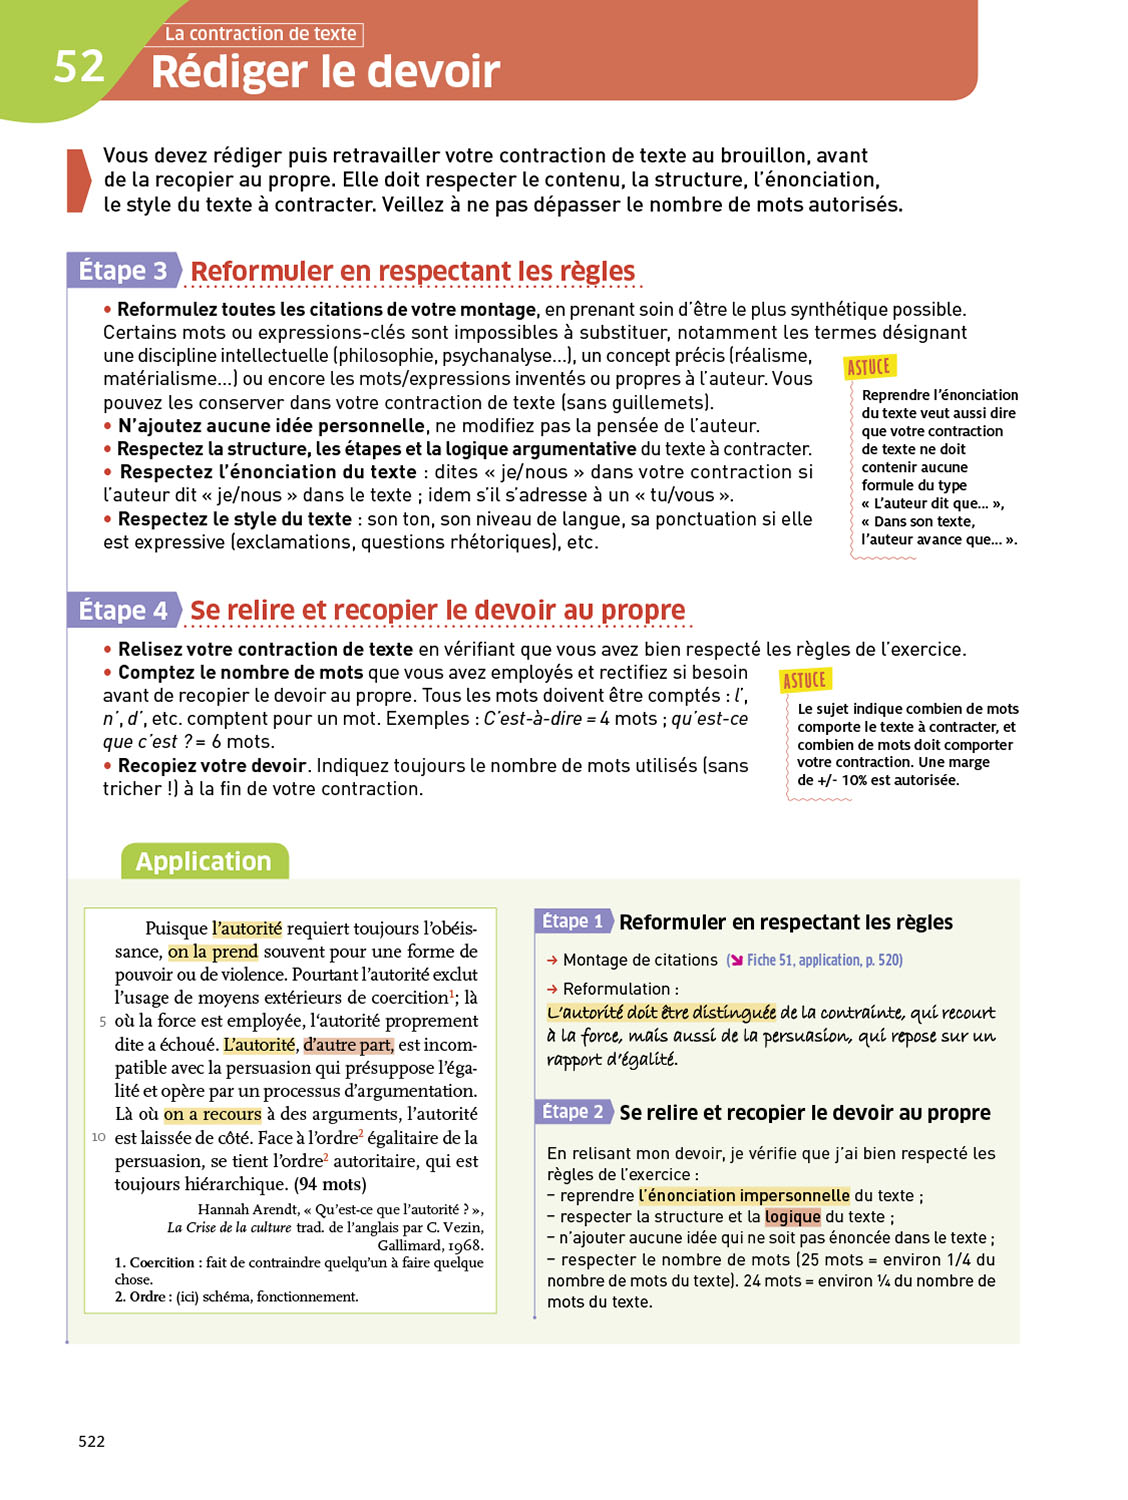 La contraction de texte
52
Rédiger le devoir
Vous devez rédiger puis retravailler votre contraction de texte au brouillon, avant
de la recopier au propre. Elle doit respecter le contenu, la structure, l'énonciation,
le style du texte à contracter. Veillez à ne pas dépasser le nombre de mots autorisés.
Étape 3 Reformuler en respectant les règles
• Reformulez toutes les citations de votre montage, en prenant soin d'être le plus synthétique possible.
Certains mots ou expressions-clés sont impossibles à substituer, notamment les termes désignant
une discipline intellectuelle (philosophie, psychanalyse...), un concept précis (réalisme,
matérialisme...) ou encore les mots/expressions inventés ou propres à l'auteur. Vous
pouvez les conserver dans votre contraction de texte (sans guillemets).
• N'ajoutez aucune idée personnelle, ne modifiez pas la pensée de l'auteur.
• Respectez la structure, les étapes et la logique argumentative du texte à contracter.
• Respectez l'énonciation du texte : dites « je/nous » dans votre contraction si
l'auteur dit « je/nous » dans le texte ; idem s'il s'adresse à un « tu/vous ».
• Respectez le style du texte : son ton, son niveau de langue, sa ponctuation si elle
est expressive (exclamations, questions rhétoriques), etc.
ASTUCE
Reprendre l'énonciation
du texte veut aussi dire
que votre contraction
de texte ne doit
contenir aucune
formule du type
« L'auteur dit que... »,
« Dans son texte,
l'auteur avance que... ».
Étape 4 Se relire et recopier le devoir au propre
• Relisez votre contraction de texte en vérifiant que vous avez bien respecté les règles de l'exercice.
• Comptez le nombre de mots que vous avez employés et rectifiez si besoin
avant de recopier le devoir au propre. Tous les mots doivent être comptés : l',
n', d', etc. comptent pour un mot. Exemples : C'est-à-dire = 4 mots ; qu'est-ce
que c'est ? = 6 mots.
• Recopiez votre devoir. Indiquez toujours le nombre de mots utilisés (sans
tricher !) à la fin de votre contraction.
ASTUCE
Le sujet indique combien de mots
comporte le texte à contracter, et
combien de mots doit comporter
votre contraction. Une marge
de +/- 10% est autorisée.
Application
Puisque l'autorité requiert toujours l'obéis-
sance, on la prend souvent pour une forme de
pouvoir ou de violence. Pourtant l'autorité exclut
l'usage de moyens extérieurs de coercition1; là
5 où la force est employée, l'autorité proprement
dite a échoué. L'autorité, d'autre part, est incom-
patible avec la persuasion qui présuppose l'éga-
lité et opère par un processus d'argumentation.
Là où on a recours à des arguments, l'autorité
10 est laissée de côté. Face à l'ordre2 égalitaire de la
persuasion, se tient l'ordre2 autoritaire, qui est
toujours hiérarchique. (94 mots)
Hannah Arendt, « Qu'est-ce que l'autorité ? »,
La Crise de la culture trad. de l'anglais par C. Vezin,
Gallimard, 1968.
1. Coercition : fait de contraindre quelqu'un à faire quelque
chose.
2. Ordre : (ici) schéma, fonctionnement.
Étape 1 Reformuler en respectant les règles
→ Montage de citations (↘ Fiche 51, application, p. 520)
→ Reformulation :
L'autorité doit être distinguée de la contrainte, qui recourt
à la force, mais aussi de la persuasion, qui repose sur un
rapport d'égalité.
Étape 2 Se relire et recopier le devoir au propre
En relisant mon devoir, je vérifie que j'ai bien respecté les
règles de l'exercice :
– reprendre l'énonciation impersonnelle du texte ;
– respecter la structure et la logique du texte ;
– n'ajouter aucune idée qui ne soit pas énoncée dans le texte ;
– respecter le nombre de mots (25 mots = environ 1/4 du
nombre de mots du texte). 24 mots = environ ¼ du nombre de
mots du texte.
522